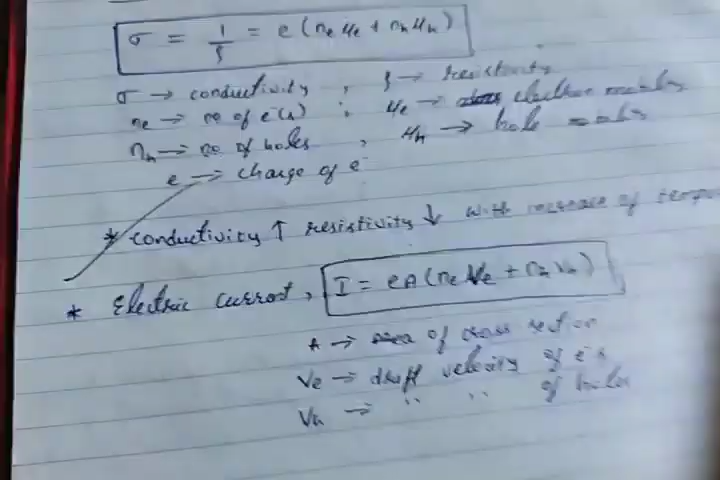 σ = 1/ρ = e(neμe + nhμh)
σ → conductivity , ρ → resistivity
ne → no of e⁻(s) ; μe → electron
nh → no of holes , μh → hole
e → charge of e⁻
* conductivity ↑ resistivity ↓ with increase of temp
* Electric current, I = eA(neVe + nhVh)
A → area of cross section
Ve → drift velocity of e⁻s
Vh → " " of holes